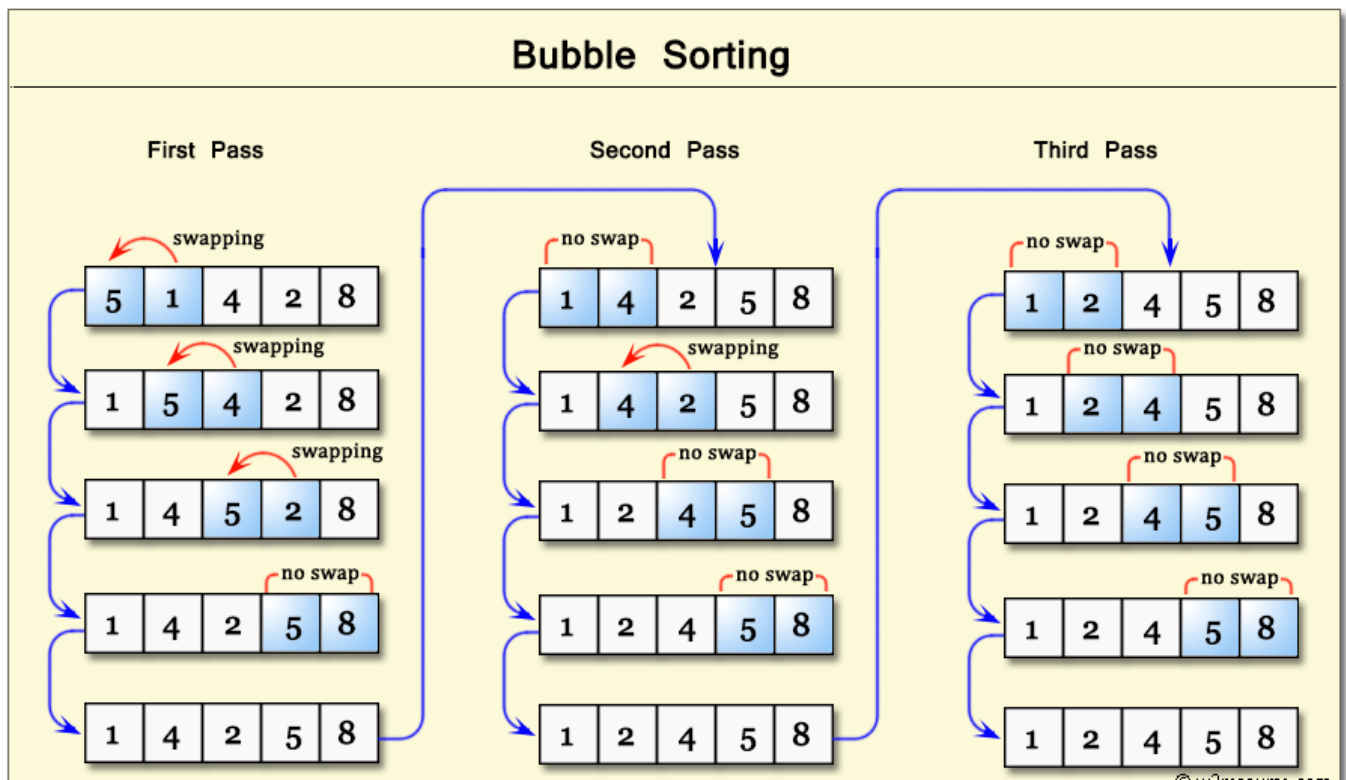 Bubble Sorting
First Pass
swapping
5 1 4 2 8
swapping
1 5 4 2 8
swapping
1 4 5 2 8
no swap
1 4 2 5 8
1 4 2 5 8
Second Pass
no swap
1 4 2 5 8
swapping
1 4 2 5 8
no swap
1 2 4 5 8
no swap
1 2 4 5 8
1 2 4 5 8
Third Pass
no swap
1 2 4 5 8
no swap
1 2 4 5 8
no swap
1 2 4 5 8
no swap
1 2 4 5 8
1 2 4 5 8